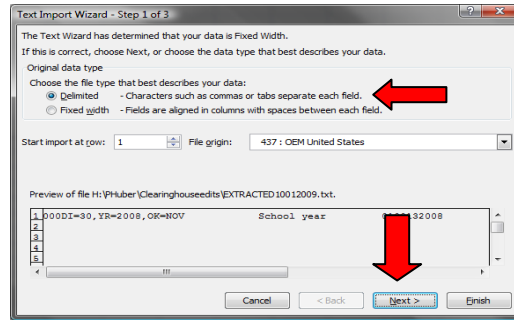 Text Import Wizard - Step 1 of 3
The Text Wizard has determined that your data is Fixed Width.
If this is correct, choose Next, or choose the data type that best describes your data.
Original data type
Choose the file type that best describes your data:
Delimited - Characters such as commas or tabs separate each field.
Fixed width - Fields are aligned in columns with spaces between each field.
Start import at row: 1 File origin: 437 : OEM United States
Preview of file H:\PHuber\Clearinghouseedits\EXTRACTED10012009.txt.
1 000DI=30,YR=2008,OK=NOV School year
2
3
4
5
Cancel < Back Next > Finish